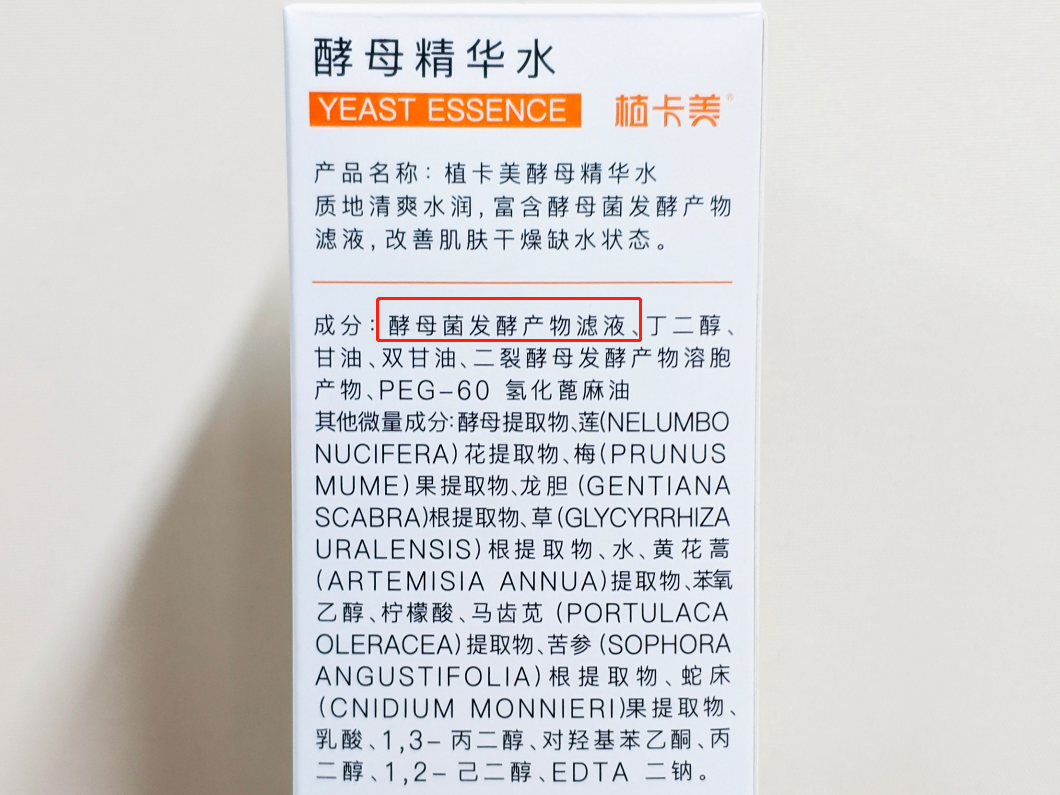 酵母精华水
YEAST ESSENCE 植卡美®
产品名称：植卡美酵母精华水
质地清爽水润，富含酵母菌发酵产物
滤液，改善肌肤干燥缺水状态。
成分：酵母菌发酵产物滤液、丁二醇、
甘油、双甘油、二裂酵母发酵产物溶胞
产物、PEG-60 氢化蓖麻油
其他微量成分：酵母提取物、莲(NELUMBO
NUCIFERA)花提取物、梅(PRUNUS
MUME)果提取物、龙胆(GENTIANA
SCABRA)根提取物、草(GLYCYRRHIZA
URALENSIS)根提取物、水、黄花蒿
(ARTEMISIA ANNUA)提取物、苯氧
乙醇、柠檬酸、马齿苋(PORTULACA
OLERACEA)提取物、苦参(SOPHORA
ANGUSTIFOLIA)根提取物、蛇床
(CNIDIUM MONNIERI)果提取物、
乳酸、1,3-丙二醇、对羟基苯乙酮、丙
二醇、1,2-己二醇、EDTA 二钠。